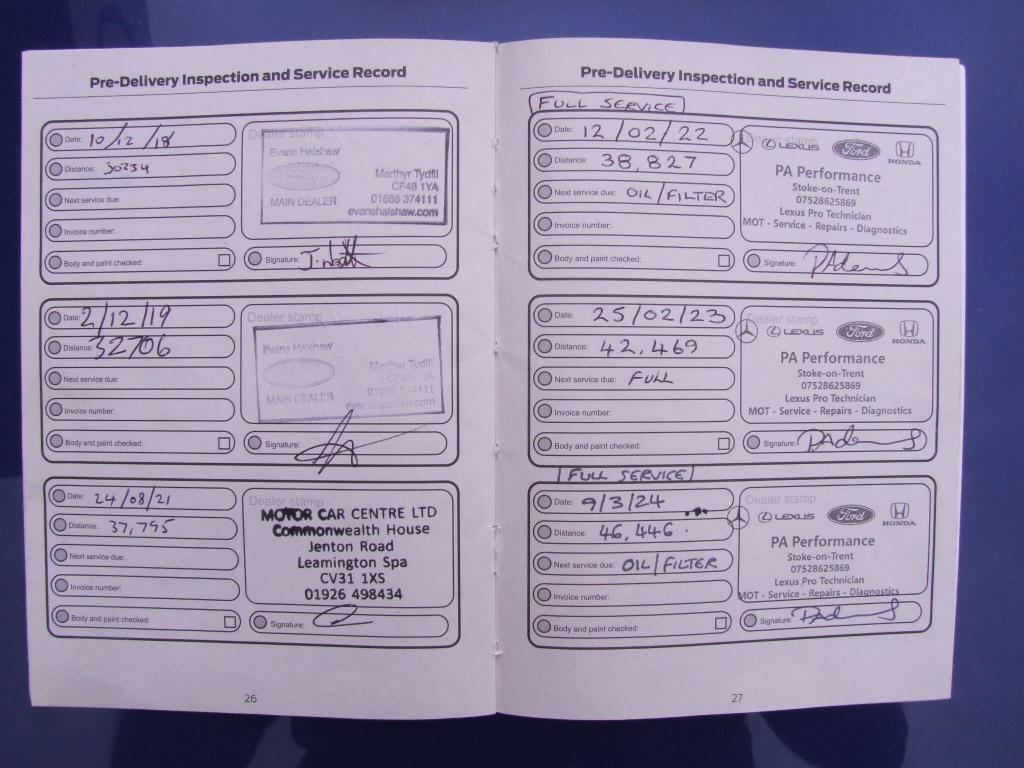 Pre-Delivery Inspection and Service Record
Date: 10/12/18
Distance: 30234
Next service due:
Invoice number:
Body and paint checked:
Dealer stamp
Evans Halshaw
Merthyr Tydfil
CF48 1YA
01685 374111
MAIN DEALER
evanshalshaw.com
Signature:
Date: 2/12/19
Distance: 32706
Next service due:
Invoice number:
Body and paint checked:
Dealer stamp
Evans Halshaw
Merthyr Tydfil
CF48 1YA
01685 374111
MAIN DEALER
evanshalshaw.com
Signature:
Date: 24/08/21
Distance: 37,795
Next service due:
Invoice number:
Body and paint checked:
Dealer stamp
MOTOR CAR CENTRE LTD
Commonwealth House
Jenton Road
Leamington Spa
CV31 1XS
01926 498434
Signature:
26
Pre-Delivery Inspection and Service Record
FULL SERVICE
Date: 12/02/22
Distance: 38,827
Next service due: OIL/FILTER
Invoice number:
Body and paint checked:
Dealer stamp
LEXUS Ford HONDA
PA Performance
Stoke-on-Trent
07528625869
Lexus Pro Technician
MOT - Service - Repairs - Diagnostics
Signature: PAdams
Date: 25/02/23
Distance: 42,469
Next service due: FULL
Invoice number:
Body and paint checked:
Dealer stamp
LEXUS Ford HONDA
PA Performance
Stoke-on-Trent
07528625869
Lexus Pro Technician
MOT - Service - Repairs - Diagnostics
Signature: PAdams
FULL SERVICE
Date: 9/3/24
Distance: 46,446
Next service due: OIL/FILTER
Invoice number:
Body and paint checked:
Dealer stamp
LEXUS Ford HONDA
PA Performance
Stoke-on-Trent
07528625869
Lexus Pro Technician
MOT - Service - Repairs - Diagnostics
Signature:
27